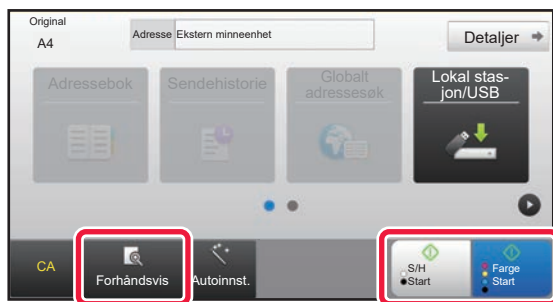 Original
A4
Adresse Ekstern minneenhet
Detaljer
Adressebok
Sendehistorie
Globalt
adressesøk
Lokal stas-
jon/USB
CA
Forhåndsvis
Autoinnst.
S/H
Start
Farge
Start